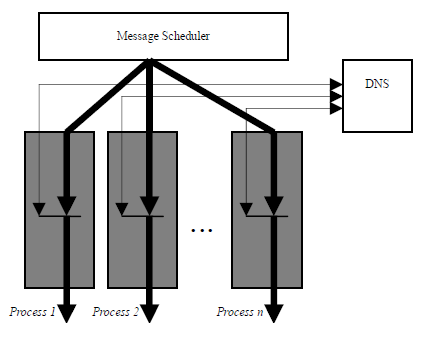 Message Scheduler
DNS
...
Process 1
Process 2
Process n